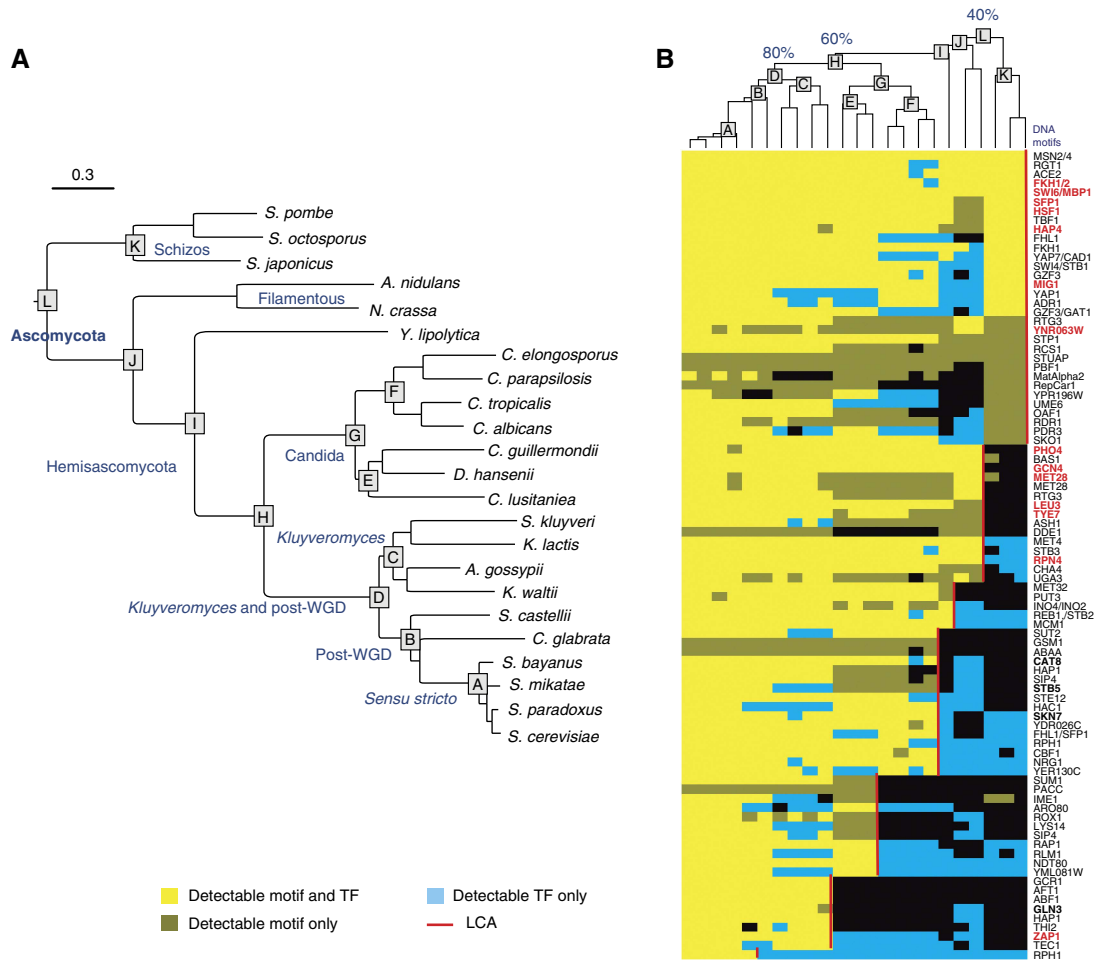 A
0.3
S. pombe
S. octosporus
K
Schizos
S. japonicus
A. nidulans
L
Filamentous
N. crassa
Ascomycota
Y. lipolytica
J
C. elongosporus
F
C. parapsilosis
C. tropicalis
I
C. albicans
G
Candida
C. guillermondii
Hemisascomycota
E
D. hansenii
C. lusitaniea
H
S. kluyveri
Kluyveromyces
K. lactis
C
A. gossypii
D
K. waltii
Kluyveromyces and post-WGD
S. castellii
B
C. glabrata
Post-WGD
S. bayanus
A
S. mikatae
Sensu stricto
S. paradoxus
S. cerevisiae
Detectable motif and TF
Detectable TF only
Detectable motif only
LCA
B
40%
60%
80%
L
J
I
H
K
D
C
G
B
E
F
A
DNA
motifs
MSN2/4
RGT1
ACE2
FKH1/2
SWI6/MBP1
SFP1
HSF1
TBF1
HAP4
FHL1
FKH1
YAP7/CAD1
SWI4/STB1
GZF3
MIG1
YAP1
ADR1
GZF3/GAT1
RTG3
YNR063W
STP1
RCS1
STUAP
PBF1
MatAlpha2
RepCar1
YPR196W
UME6
OAF1
RDR1
PDR3
SKO1
PHO4
BAS1
GCN4
MET28
MET28
RTG3
LEU3
TYE7
ASH1
DDE1
MET4
STB3
RPN4
CHA4
UGA3
MET32
PUT3
INO4/INO2
REB1,/STB2
MCM1
SUT2
GSM1
ABAA
CAT8
HAP1
SIP4
STB5
STE12
HAC1
SKN7
YDR026C
FHL1/SFP1
RPH1
CBF1
NRG1
YER130C
SUM1
PACC
IME1
ARO80
ROX1
LYS14
SIP4
RAP1
RLM1
NDT80
YML081W
GCR1
AFT1
ABF1
GLN3
HAP1
THI2
ZAP1
TEC1
RPH1